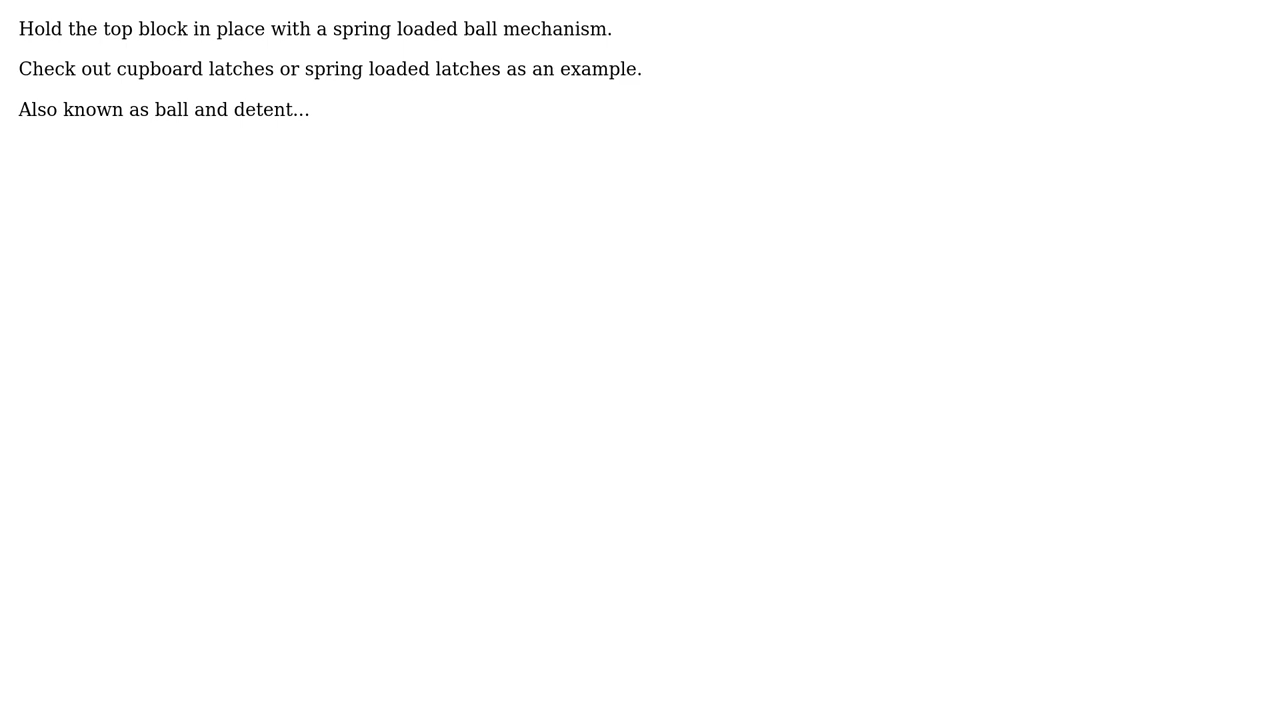 Hold the top block in place with a spring loaded ball mechanism.
Check out cupboard latches or spring loaded latches as an example.
Also known as ball and detent...